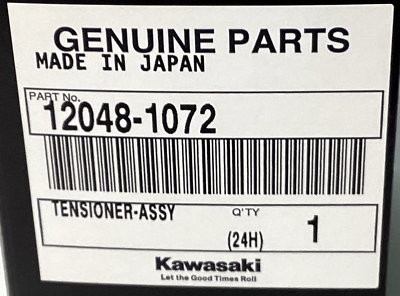 GENUINE PARTS
MADE IN JAPAN
PART No.
12048-1072
TENSIONER-ASSY Q'TY
(24H) 1
Kawasaki
Let the Good Times Roll